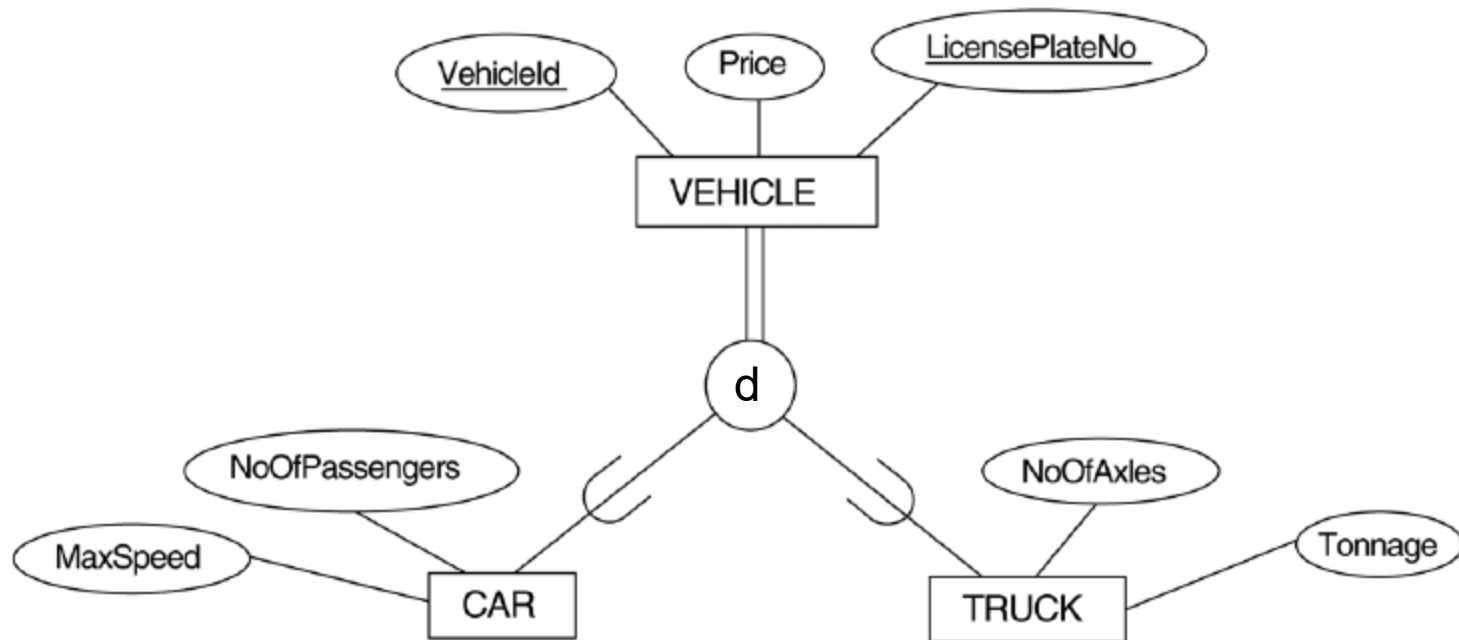 VehicleId
Price
LicensePlateNo
VEHICLE
d
NoOfPassengers
NoOfAxles
MaxSpeed
Tonnage
CAR
TRUCK